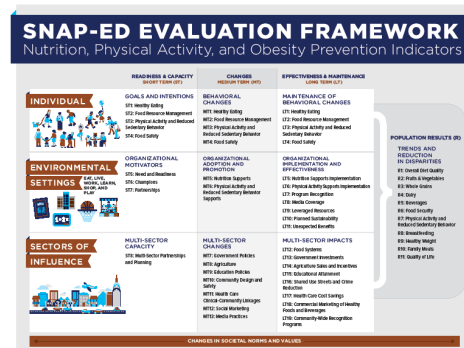 SNAP-ED EVALUATION FRAMEWORK
Nutrition, Physical Activity, and Obesity Prevention Indicators
READINESS & CAPACITY
SHORT TERM (ST)
CHANGES
MEDIUM TERM (MT)
EFFECTIVENESS & MAINTENANCE
LONG TERM (LT)
INDIVIDUAL
GOALS AND INTENTIONS
ST1: Healthy Eating
ST2: Food Resource Management
ST3: Physical Activity and Reduced
Sedentary Behavior
ST4: Food Safety
BEHAVIORAL
CHANGES
MT1: Healthy Eating
MT2: Food Resource Management
MT3: Physical Activity and
Reduced Sedentary Behavior
MT4: Food Safety
MAINTENANCE OF
BEHAVIORAL CHANGES
LT1: Healthy Eating
LT2: Food Resource Management
LT3: Physical Activity and Reduced
Sedentary Behavior
LT4: Food Safety
ENVIRONMENTAL
SETTINGS
EAT, LIVE,
WORK, LEARN,
SHOP, AND
PLAY
ORGANIZATIONAL
MOTIVATORS
ST5: Need and Readiness
ST6: Champions
ST7: Partnerships
ORGANIZATIONAL
ADOPTION AND
PROMOTION
MT5: Nutrition Supports
MT6: Physical Activity and
Reduced Sedentary Behavior
Supports
ORGANIZATIONAL
IMPLEMENTATION AND
EFFECTIVENESS
LT5: Nutrition Supports Implementation
LT6: Physical Activity Supports Implementation
LT7: Program Recognition
LT8: Media Coverage
LT9: Leveraged Resources
LT10: Planned Sustainability
LT11: Unexpected Benefits
SECTORS OF
INFLUENCE
MULTI-SECTOR
CAPACITY
ST8: Multi-Sector Partnerships
and Planning
MULTI-SECTOR
CHANGES
MT7: Government Policies
MT8: Agriculture
MT9: Education Policies
MT10: Community Design and
Safety
MT11: Health Care
Clinical-Community Linkages
MT12: Social Marketing
MT13: Media Practices
MULTI-SECTOR IMPACTS
LT12: Food Systems
LT13: Government Investments
LT14: Agriculture Sales and Incentives
LT15: Educational Attainment
LT16: Shared Use Streets and Crime
Reduction
LT17: Health Care Cost Savings
LT18: Commercial Marketing of Healthy
Foods and Beverages
LT19: Community-Wide Recognition
Programs
POPULATION RESULTS (R)
TRENDS AND
REDUCTION
IN DISPARITIES
R1: Overall Diet Quality
R2: Fruits & Vegetables
R3: Whole Grains
R4: Dairy
R5: Beverages
R6: Food Security
R7: Physical Activity and
Reduced Sedentary Behavior
R8: Breastfeeding
R9: Healthy Weight
R10: Family Meals
R11: Quality of Life
CHANGES IN SOCIETAL NORMS AND VALUES